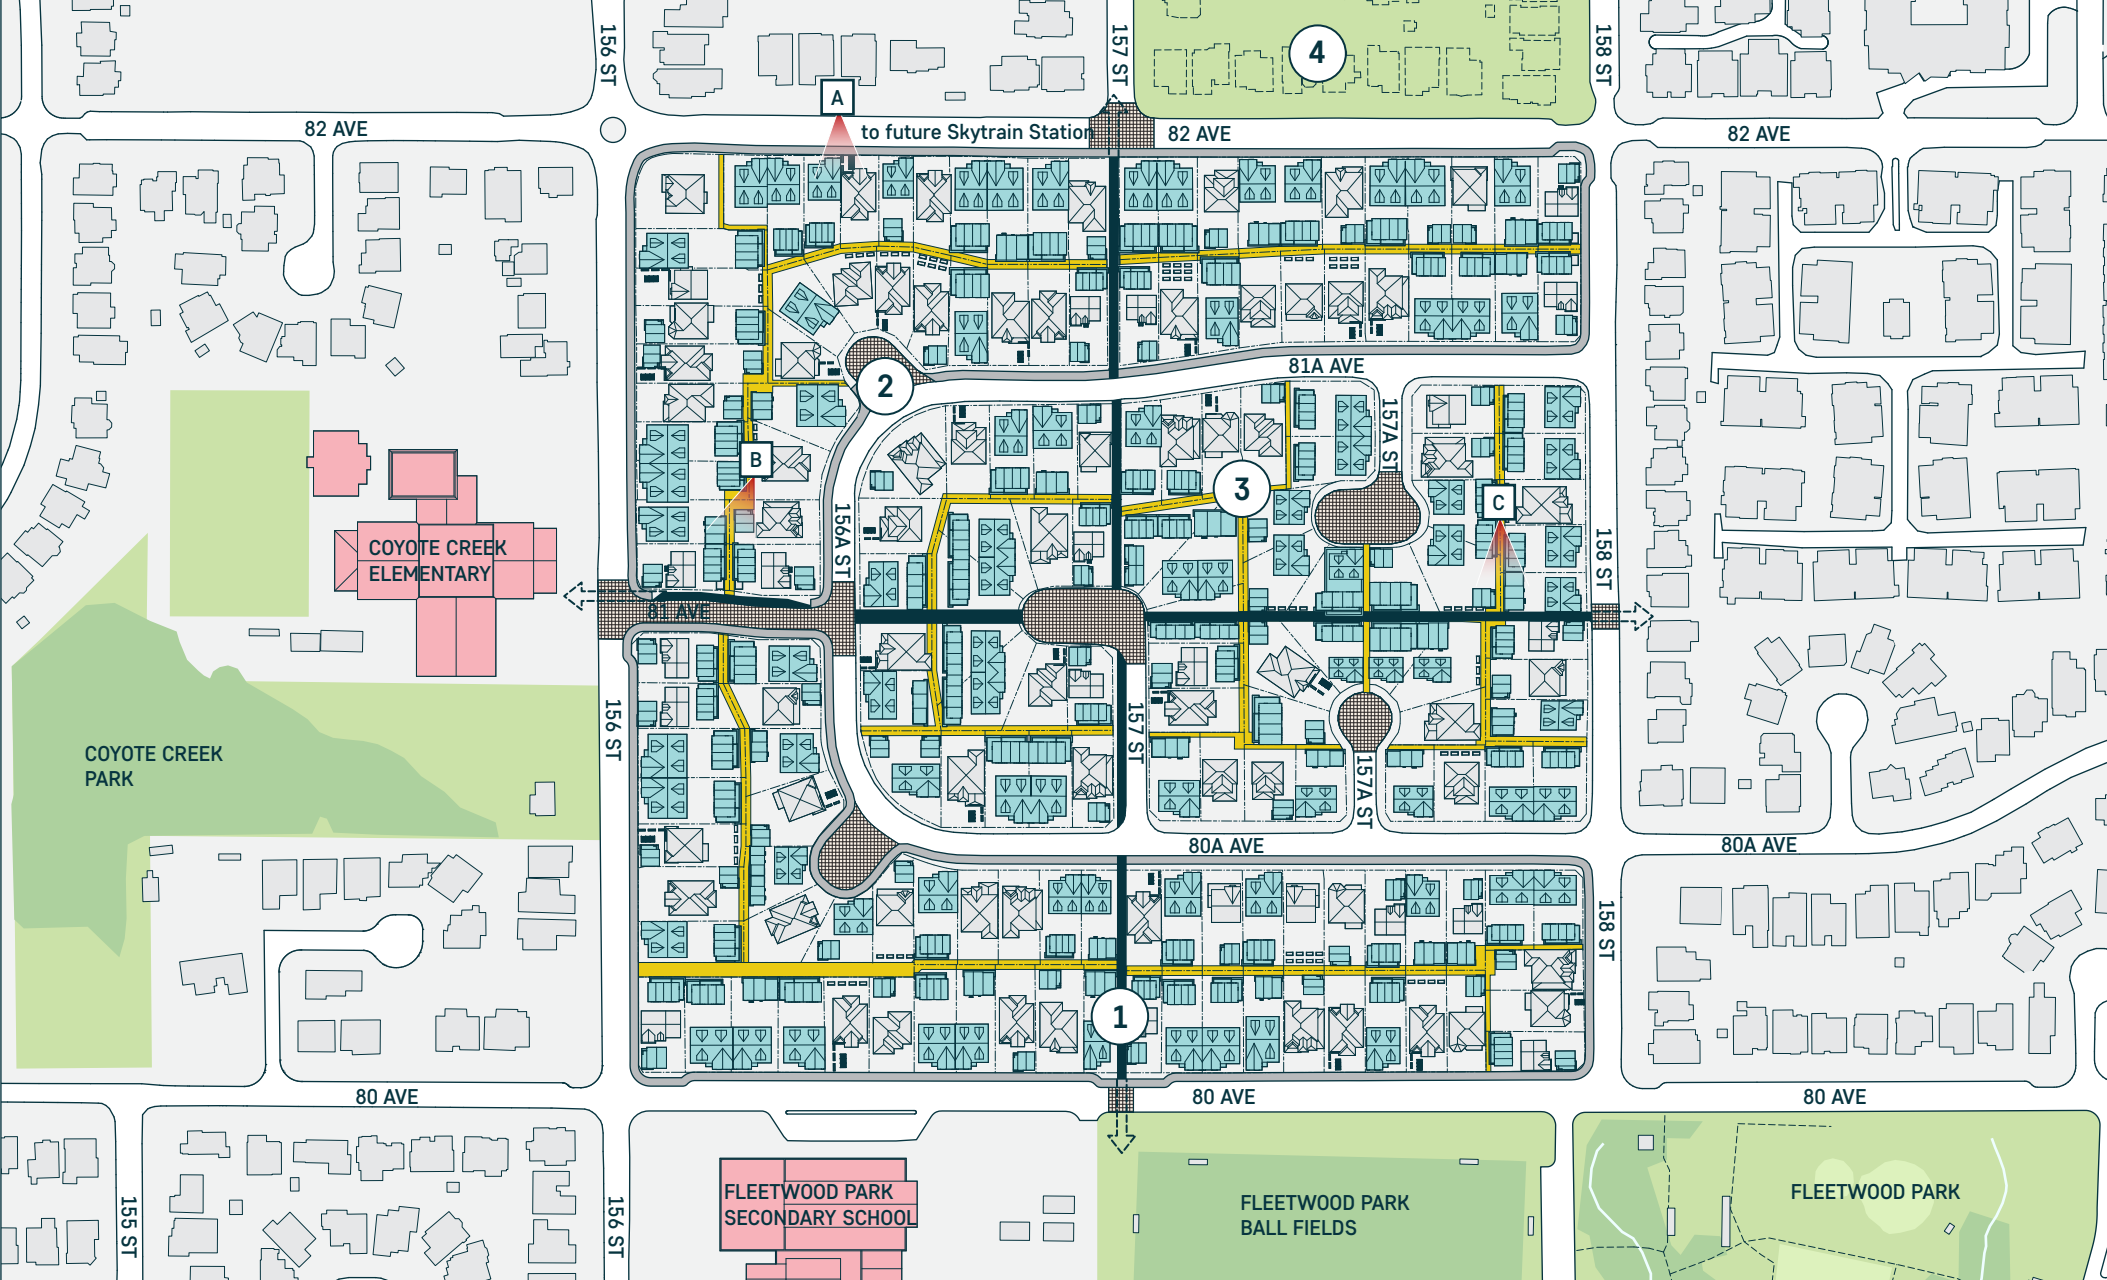 156 ST
157 ST
4
158 ST
A
82 AVE
to future Skytrain Station
82 AVE
82 AVE
81A AVE
2
157A ST
B
3
C
COYOTE CREEK
ELEMENTARY
15A ST
158 ST
81 AVE
156 ST
157 ST
COYOTE CREEK
PARK
157A ST
80A AVE
80A AVE
158 ST
1
80 AVE
80 AVE
80 AVE
155 ST
156 ST
FLEETWOOD PARK
SECONDARY SCHOOL
FLEETWOOD PARK
BALL FIELDS
FLEETWOOD PARK